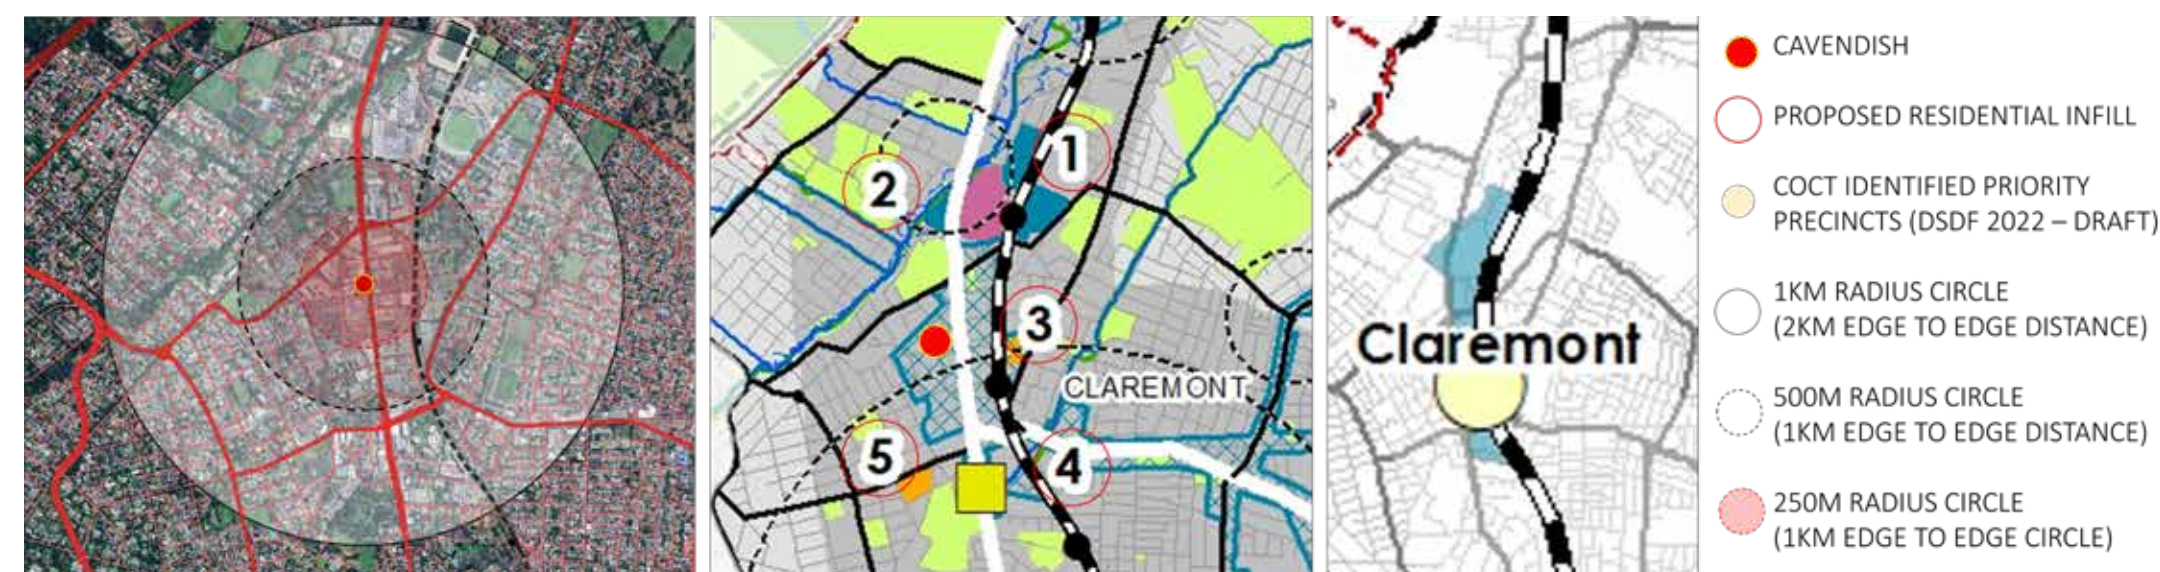 1
2
3
CLAREMONT
5
4
Claremont
CAVENDISH
PROPOSED RESIDENTIAL INFILL
COCT IDENTIFIED PRIORITY
PRECINCTS (DSDF 2022 – DRAFT)
1KM RADIUS CIRCLE
(2KM EDGE TO EDGE DISTANCE)
500M RADIUS CIRCLE
(1KM EDGE TO EDGE DISTANCE)
250M RADIUS CIRCLE
(1KM EDGE TO EDGE CIRCLE)